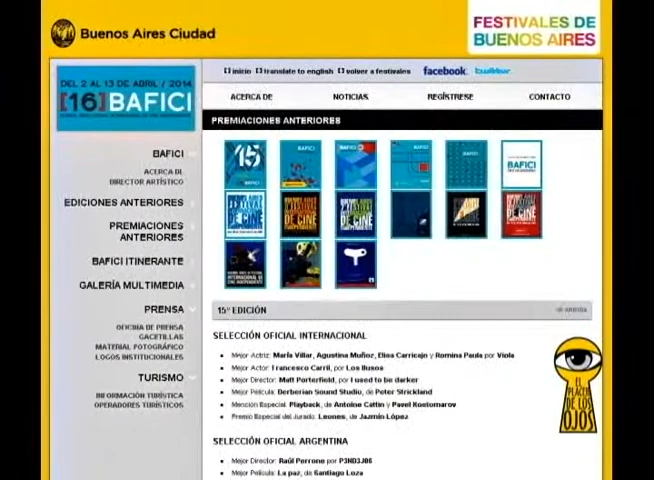 Buenos Aires Ciudad
FESTIVALES DE
BUENOS AIRES
DEL 2 AL 13 DE ABRIL / 2014
[16]BAFICI
[] inicio [] translate to english [] volver a festivales facebook twitter
ACERCA DE NOTICIAS REGÍSTRESE CONTACTO
PREMIACIONES ANTERIORES
BAFICI
ACERCA DEL
DIRECTOR ARTÍSTICO
EDICIONES ANTERIORES
PREMIACIONES
ANTERIORES
BAFICI ITINERANTE
GALERÍA MULTIMEDIA
PRENSA
OFICINA DE PRENSA
GACETILLAS
MATERIAL FOTOGRÁFICO
LOGOS INSTITUCIONALES
TURISMO
INFORMACIÓN TURÍSTICA
OPERADORES TURÍSTICOS
15º EDICIÓN
SELECCIÓN OFICIAL INTERNACIONAL
Mejor Actriz: María Villar, Agustina Muñoz, Elisa Carricajo y Romina Paula por Viola
Mejor Actor: Francesco Carril, por Los Ilusos
Mejor Director: Matt Porterfield, por I used to be darker
Mejor Película: Berberian Sound Studio, de Peter Strickland
Mención Especial: Playback, de Antoine Cattin y Pavel Kostomarov
Premio Especial del Jurado: Leones, de Jazmín López
SELECCIÓN OFICIAL ARGENTINA
Mejor Director: Raúl Perrone por P3ND3J05
Mejor Película: La paz, de Santiago Loza
EL
PLACER
DE LOS
OJOS